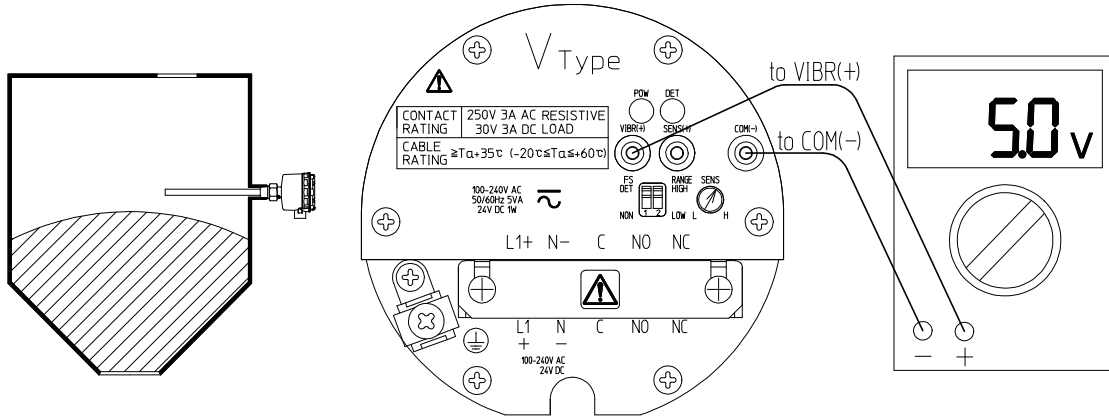 V Type
to VIBR(+)
5.0 V
POW DET
CONTACT RATING 250V 3A AC RESISTIVE
30V 3A DC LOAD
CABLE RATING ≧Ta+35℃ (-20℃≦Ta≦+60℃)
VIBR(+) SENS(+) COM(-)
to COM(-)
FS RANGE SENS
DET HIGH
100-240V AC
50/60Hz 5VA
24V DC 1W
NON 1 2 LOW L H
L1+ N- C NO NC
L1 N C NO NC
+ -
100-240V AC
24V DC
- +